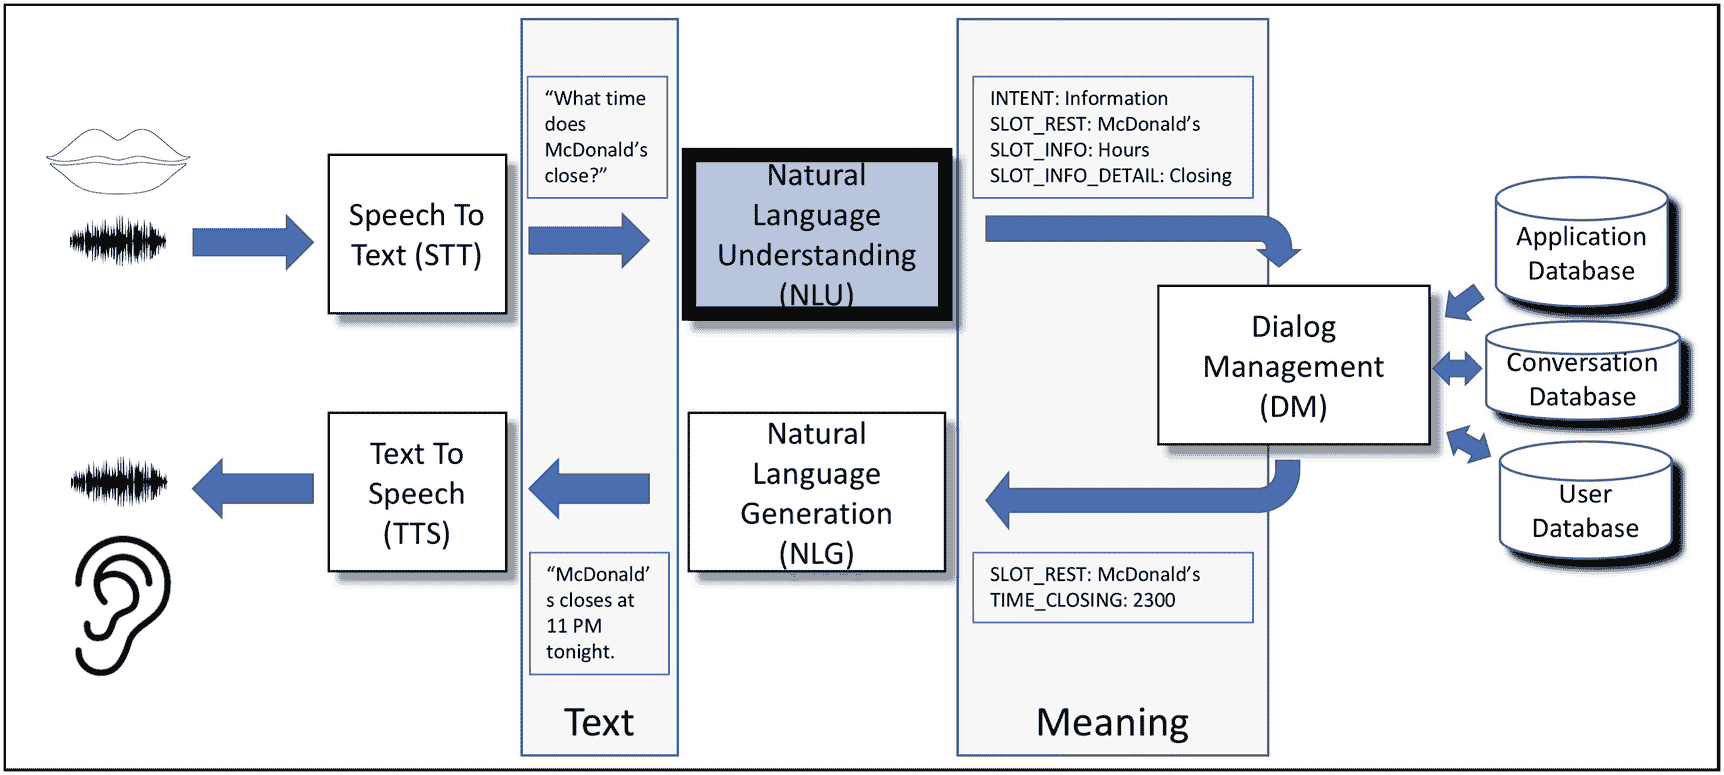 Speech To
Text (STT)
“What time
does
McDonald’s
close?”
Natural
Language
Understanding
(NLU)
INTENT: Information
SLOT_REST: McDonald’s
SLOT_INFO: Hours
SLOT_INFO_DETAIL: Closing
Application
Database
Dialog
Management
(DM)
Conversation
Database
User
Database
Text To
Speech
(TTS)
Natural
Language
Generation
(NLG)
“McDonald’
s closes at
11 PM
tonight.
SLOT_REST: McDonald’s
TIME_CLOSING: 2300
Text
Meaning